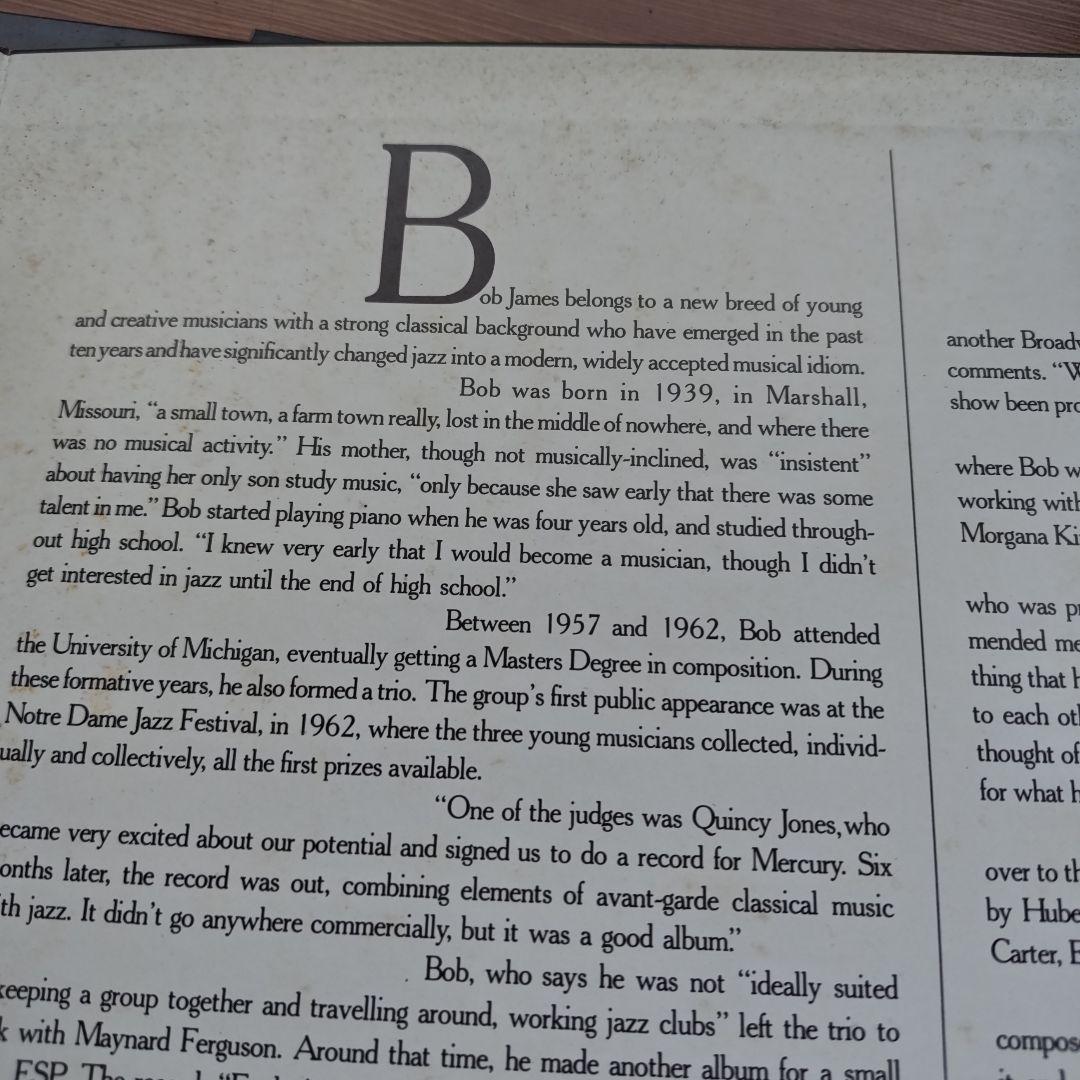 Bob James belongs to a new breed of young
and creative musicians with a strong classical background who have emerged in the past
ten years and have significantly changed jazz into a modern, widely accepted musical idiom.
Bob was born in 1939, in Marshall,
Missouri, “a small town, a farm town really, lost in the middle of nowhere, and where there
was no musical activity.” His mother, though not musically-inclined, was “insistent”
about having her only son study music, “only because she saw early that there was some
talent in me.” Bob started playing piano when he was four years old, and studied through-
out high school. “I knew very early that I would become a musician, though I didn’t
get interested in jazz until the end of high school.”
Between 1957 and 1962, Bob attended
the University of Michigan, eventually getting a Masters Degree in composition. During
these formative years, he also formed a trio. The group’s first public appearance was at the
Notre Dame Jazz Festival, in 1962, where the three young musicians collected, individ-
ually and collectively, all the first prizes available.
“One of the judges was Quincy Jones, who
ecame very excited about our potential and signed us to do a record for Mercury. Six
onths later, the record was out, combining elements of avant-garde classical music
th jazz. It didn’t go anywhere commercially, but it was a good album.”
Bob, who says he was not “ideally suited
keeping a group together and travelling around, working jazz clubs” left the trio to
k with Maynard Ferguson. Around that time, he made another album for a small
ESP. The
another Broadw
comments. “W
show been pro
where Bob w
working with
Morgana Ki
who was p
mended me
thing that h
to each oth
thought of
for what h
over to th
by Hube
Carter, E
compos